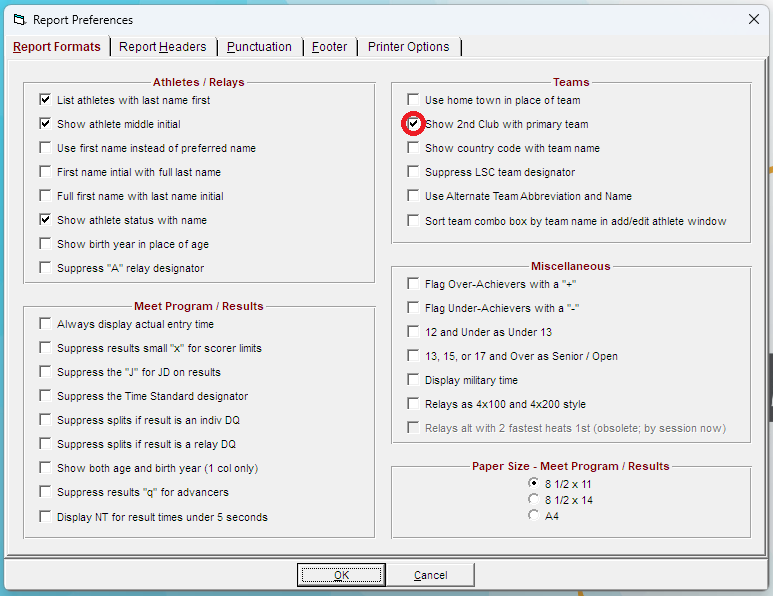 Report Preferences
Report Formats
Report Headers
Punctuation
Footer
Printer Options
Athletes / Relays
List athletes with last name first
Show athlete middle initial
Use first name instead of preferred name
First name intial with full last name
Full first name with last name initial
Show athlete status with name
Show birth year in place of age
Suppress "A" relay designator
Meet Program / Results
Always display actual entry time
Suppress results small "x" for scorer limits
Suppress the "J" for JD on results
Suppress the Time Standard designator
Suppress splits if result is an indiv DQ
Suppress splits if result is a relay DQ
Show both age and birth year (1 col only)
Suppress results "q" for advancers
Display NT for result times under 5 seconds
Teams
Use home town in place of team
Show 2nd Club with primary team
Show country code with team name
Suppress LSC team designator
Use Alternate Team Abbreviation and Name
Sort team combo box by team name in add/edit athlete window
Miscellaneous
Flag Over-Achievers with a "+"
Flag Under-Achievers with a "-"
12 and Under as Under 13
13, 15, or 17 and Over as Senior / Open
Display military time
Relays as 4x100 and 4x200 style
Relays alt with 2 fastest heats 1st (obsolete; by session now)
Paper Size - Meet Program / Results
8 1/2 x 11
8 1/2 x 14
A4
OK
Cancel